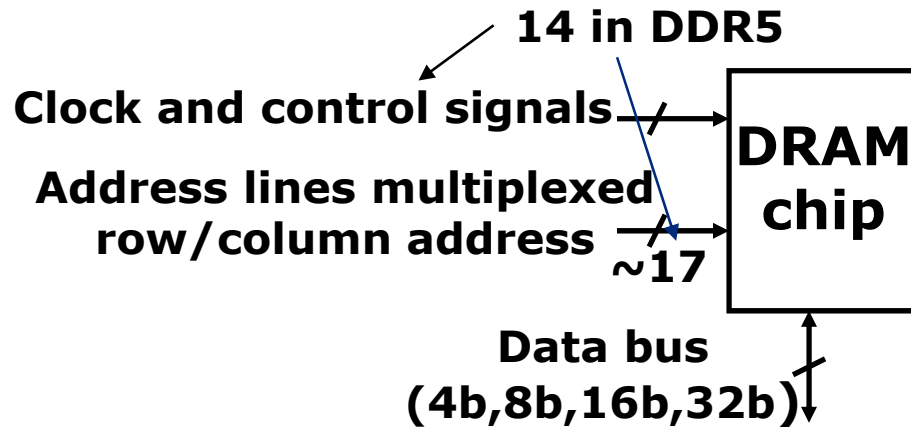 14 in DDR5
Clock and control signals
DRAM
chip
Address lines multiplexed
row/column address
~17
Data bus
(4b,8b,16b,32b)